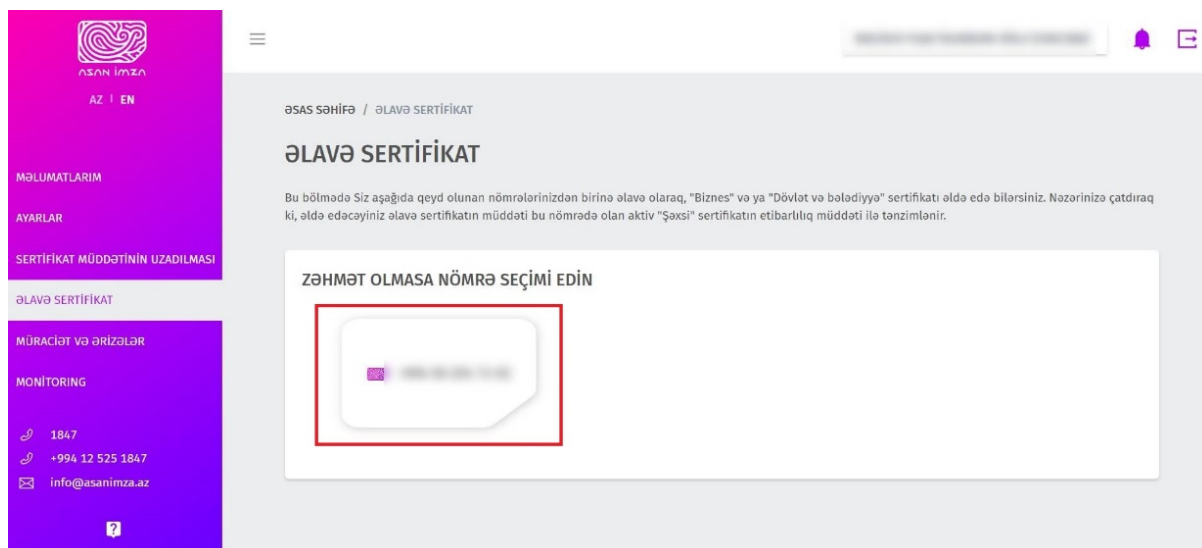 ASAN İMZA
AZ | EN
MƏLUMATLARIM
AYARLAR
SERTİFİKAT MÜDDƏTİNİN UZADILMASI
ƏLAVƏ SERTİFİKAT
MÜRACİƏT VƏ ƏRİZƏLƏR
MONİTORING
1847
+994 12 525 1847
info@asanimza.az
?
ƏSAS SƏHİFƏ / ƏLAVƏ SERTİFİKAT
ƏLAVƏ SERTİFİKAT
Bu bölmədə Siz aşağıda qeyd olunan nömrələrinizdən birinə əlavə olaraq, "Biznes" və ya "Dövlət və bələdiyyə" sertifikatı əldə edə bilərsiniz. Nəzərinizə çatdıraq
ki, əldə edəcəyiniz əlavə sertifikatın müddəti bu nömrədə olan aktiv "Şəxsi" sertifikatın etibarlılıq müddəti ilə tənzimlənir.
ZƏHMƏT OLMASA NÖMRƏ SEÇİMİ EDİN